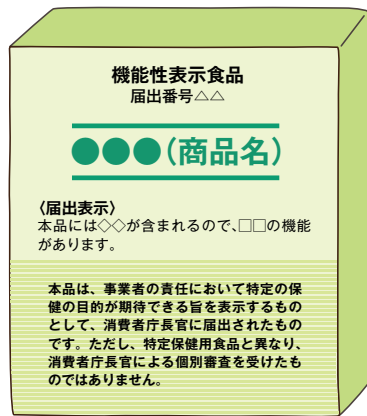 機能性表示食品
届出番号△△
●●●(商品名)
〈届出表示〉
本品には◇◇が含まれるので、□□の機能
があります。
本品は、事業者の責任において特定の保
健の目的が期待できる旨を表示するもの
として、消費者庁長官に届出されたもの
です。ただし、特定保健用食品と異なり、
消費者庁長官による個別審査を受けたも
のではありません。